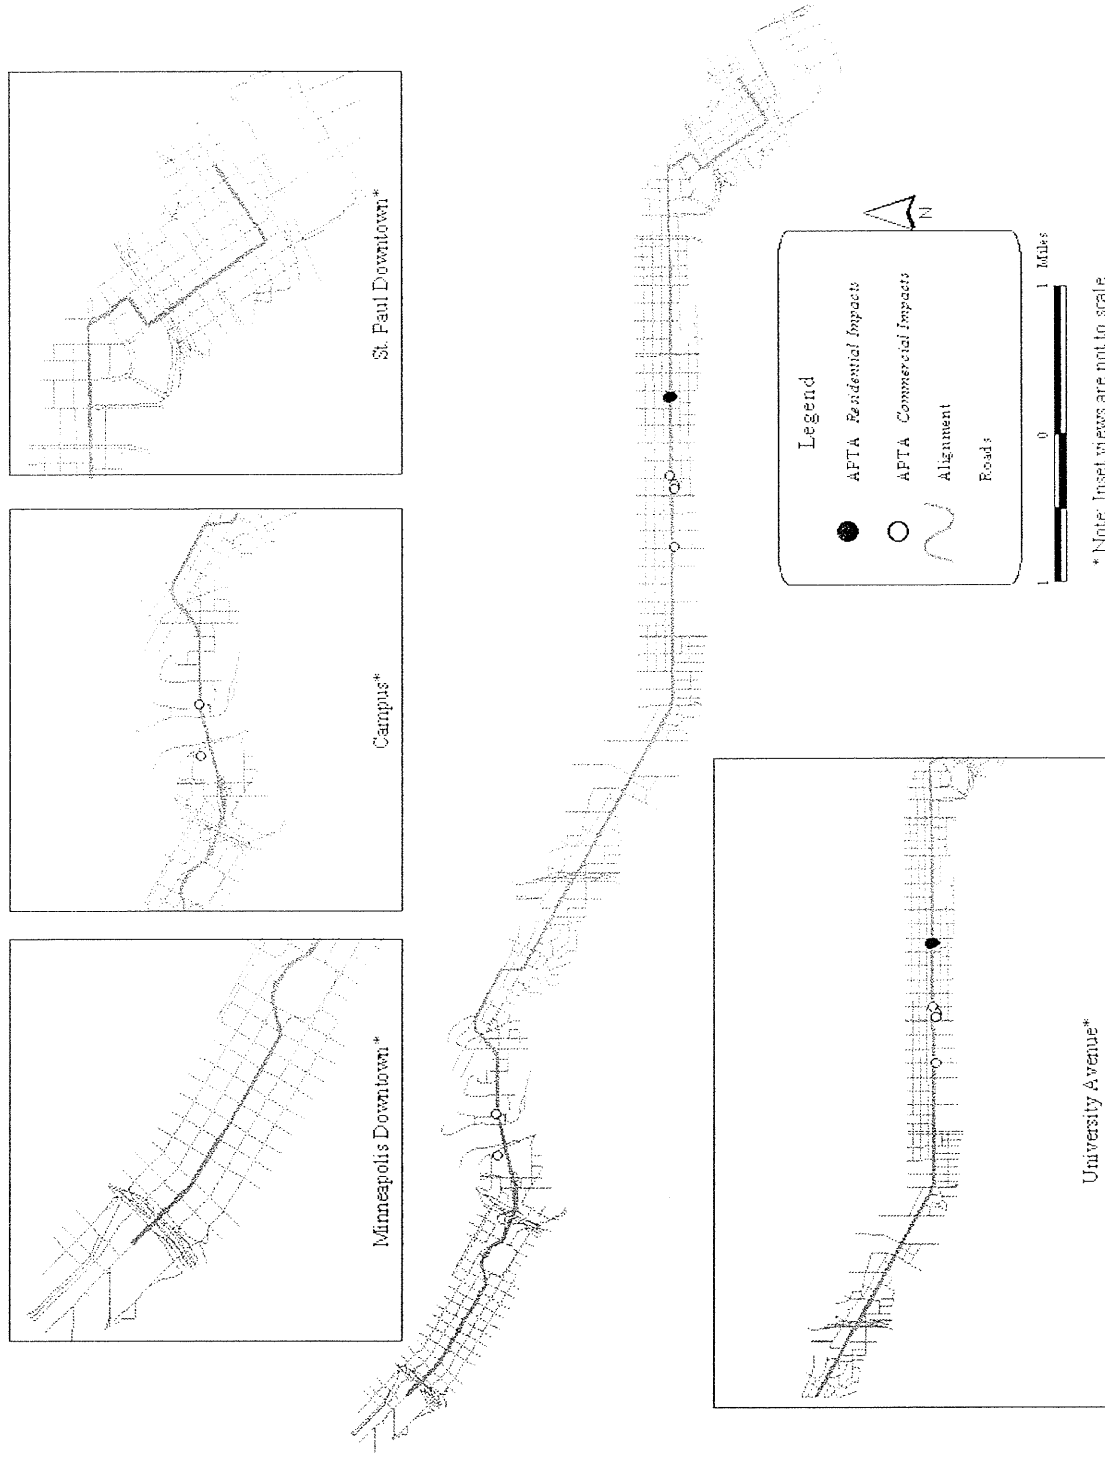 Minneapolis Downtown*
Campus*
St. Paul Downtown*
University Avenue*
Legend
APTA Residential Impacts
APTA Commercial Impacts
Alignment
Roads
N
1 0 1 Miles
* Note: Inset views are not to scale